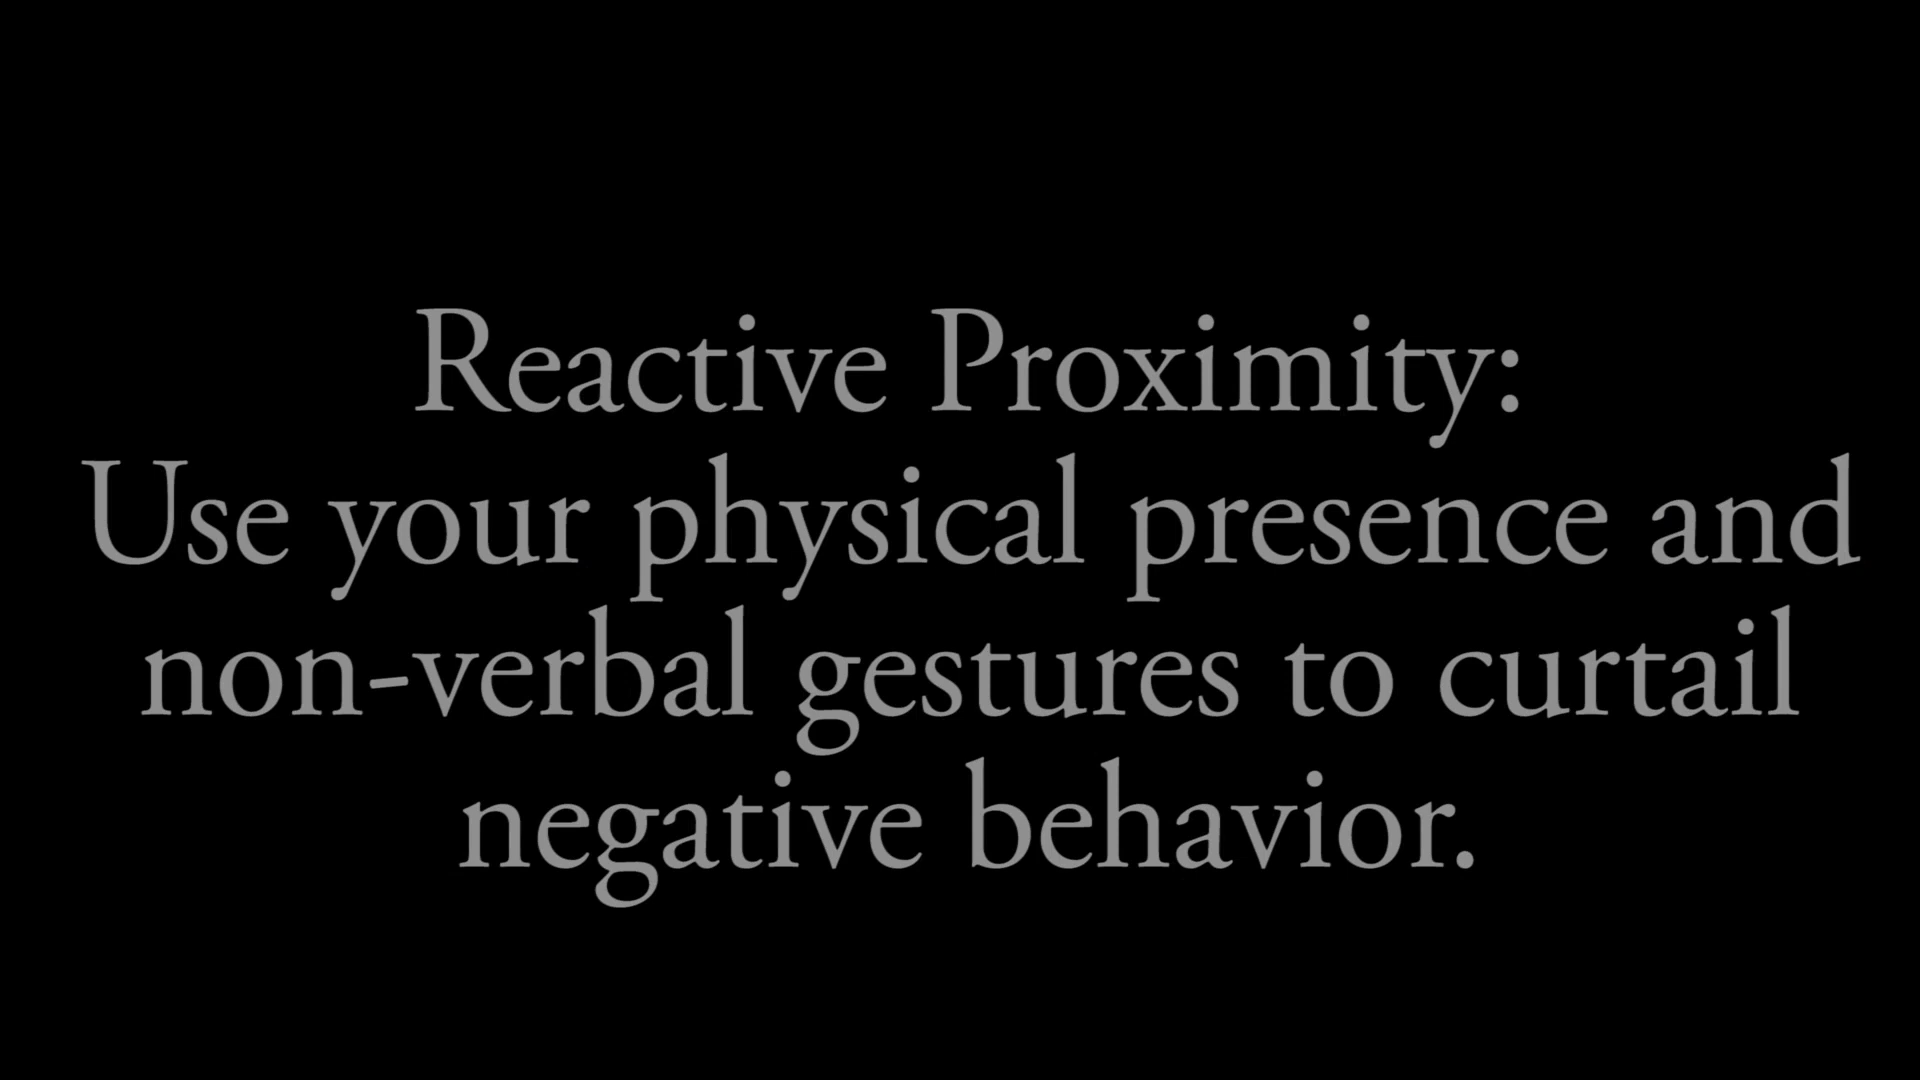 Reactive Proximity:
Use your physical presence and
non-verbal gestures to curtail
negative behavior.